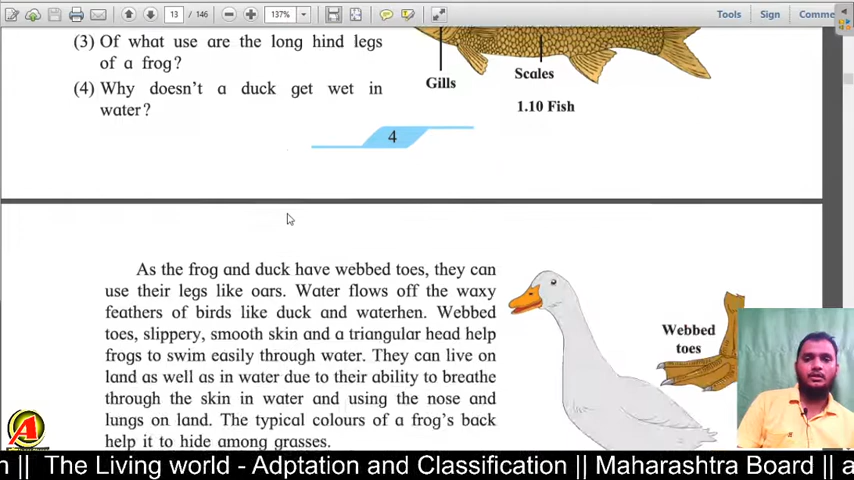 13 / 146
137%
Tools
Sign
Comme
(3) Of what use are the long hind legs
of a frog?
(4) Why doesn't a duck get wet in
water?
Gills
Scales
1.10 Fish
4
As the frog and duck have webbed toes, they can
use their legs like oars. Water flows off the waxy
feathers of birds like duck and waterhen. Webbed
toes, slippery, smooth skin and a triangular head help
frogs to swim easily through water. They can live on
land as well as in water due to their ability to breathe
through the skin in water and using the nose and
lungs on land. The typical colours of a frog's back
help it to hide among grasses.
Webbed
toes
A
n || The Living world - Adptation and Classification || Maharashtra Board || a